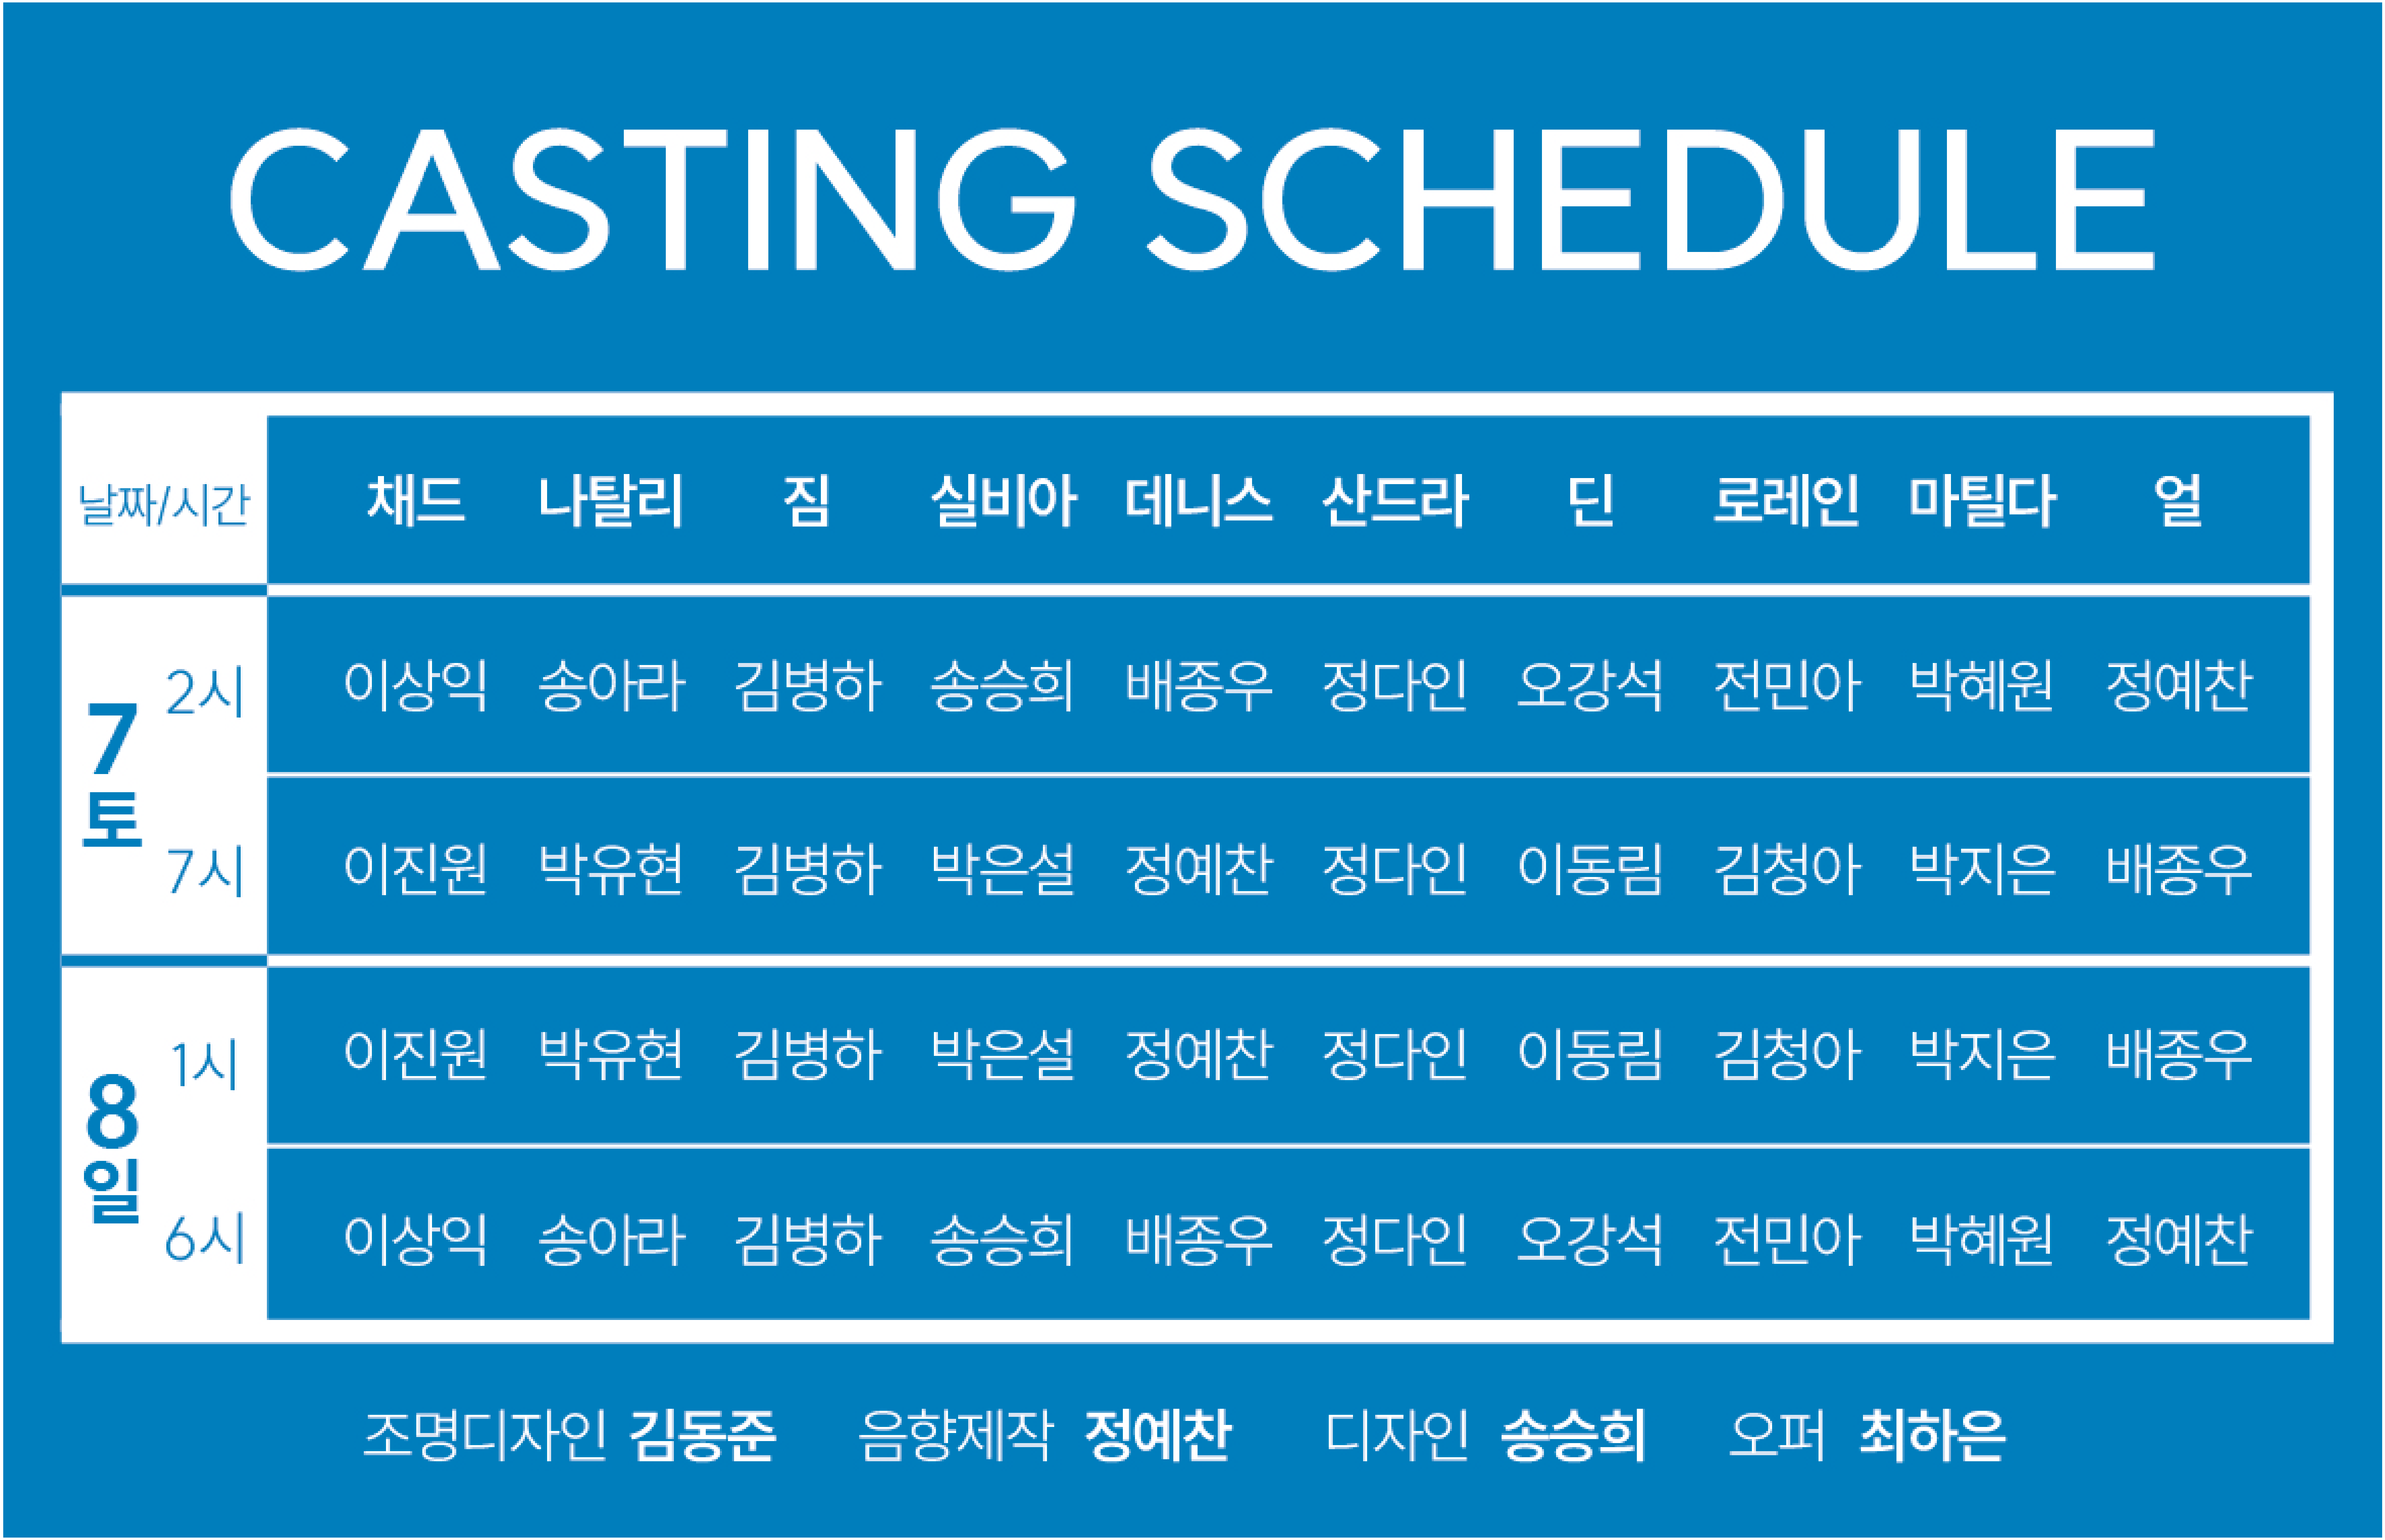 CASTING SCHEDULE
날짜/시간 채드 나탈리 짐 실비아 데니스 산드라 딘 로레인 마틸다 얼
7 토
2시 이상익 송아라 김병하 송승희 배종우 정다인 오강석 전민아 박혜원 정예찬
7시 이진원 박유현 김병하 박은설 정예찬 정다인 이동림 김청아 박지은 배종우
8 일
1시 이진원 박유현 김병하 박은설 정예찬 정다인 이동림 김청아 박지은 배종우
6시 이상익 송아라 김병하 송승희 배종우 정다인 오강석 전민아 박혜원 정예찬
조명디자인 김동준 음향제작 정예찬 디자인 송승희 오퍼 최하은